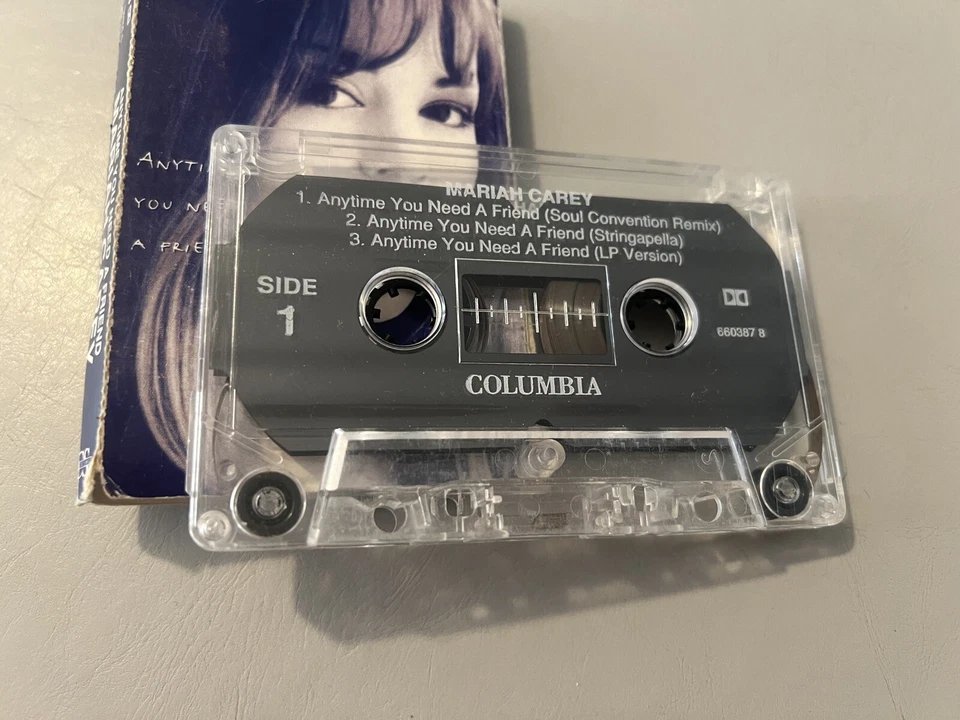 ANYTI
YOU NE
A FRIE
MARIAH CAREY
1. Anytime You Need A Friend (Soul Convention Remix)
2. Anytime You Need A Friend (Stringapella)
3. Anytime You Need A Friend (LP Version)
SIDE
1
660387 8
COLUMBIA